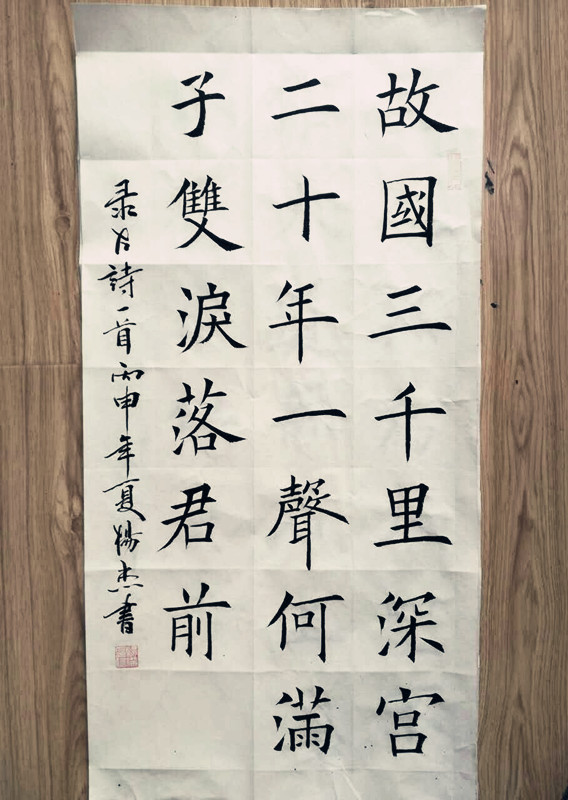 故國三千里深宫
二十年一聲何滿
子雙淚落君前
录古詩一首丙申年夏楊杰書